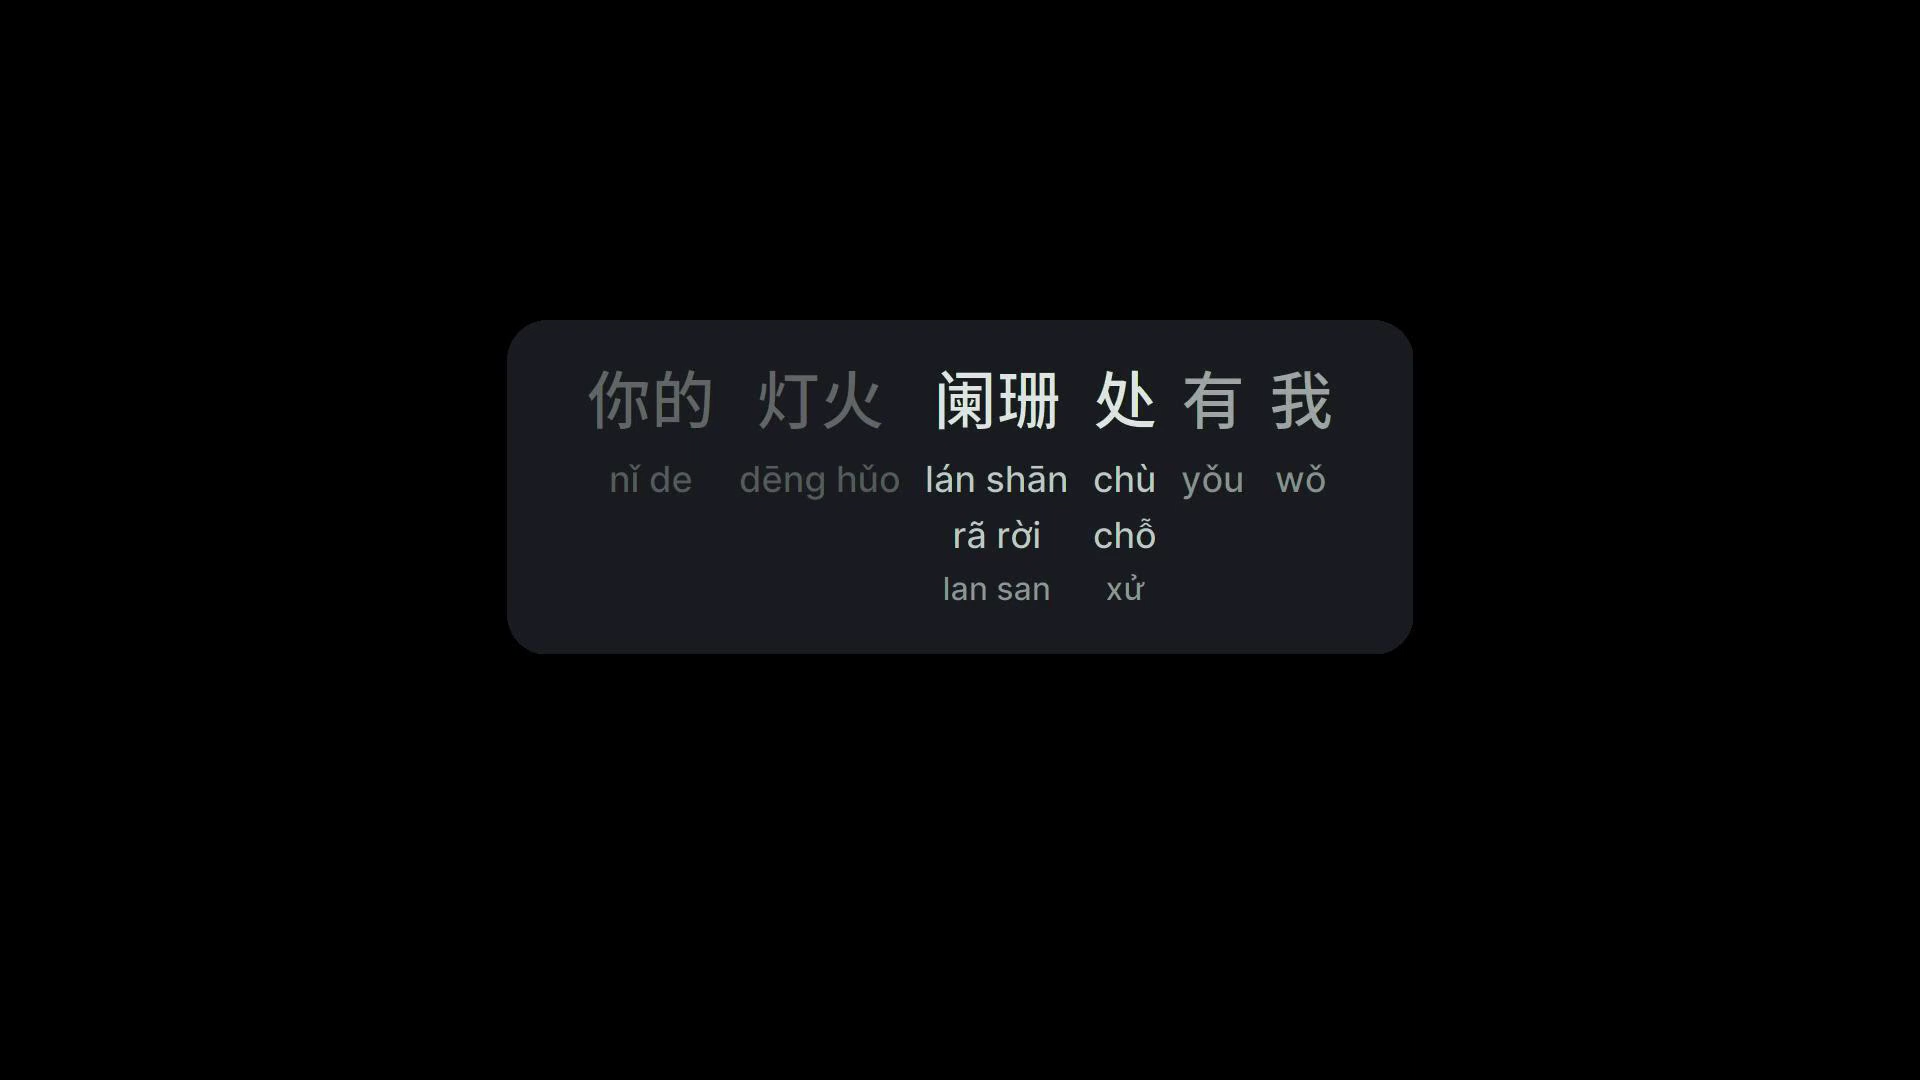 你的 灯火 阑珊 处 有 我
nǐ de dēng hǔo lán shān chù yǒu wǒ
rã rời chỗ
lan san xử